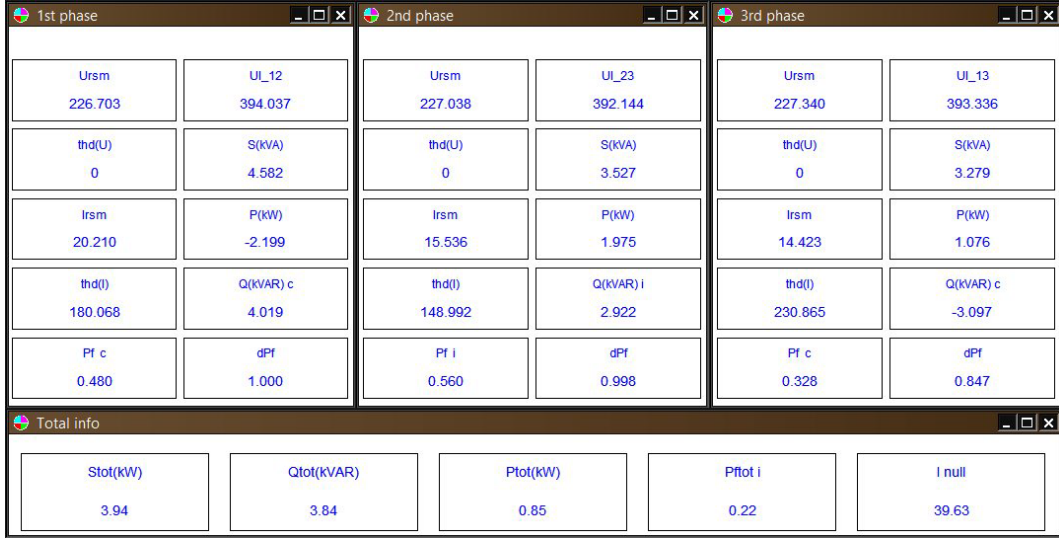 1st phase
Ursm
226.703
UI_12
394.037
thd(U)
0
S(kVA)
4.582
Irsm
20.210
P(kW)
-2.199
thd(I)
180.068
Q(kVAR) c
4.019
Pf c
0.480
dPf
1.000
2nd phase
Ursm
227.038
UI_23
392.144
thd(U)
0
S(kVA)
3.527
Irsm
15.536
P(kW)
1.975
thd(I)
148.992
Q(kVAR) i
2.922
Pf i
0.560
dPf
0.998
3rd phase
Ursm
227.340
UI_13
393.336
thd(U)
0
S(kVA)
3.279
Irsm
14.423
P(kW)
1.076
thd(I)
230.865
Q(kVAR) c
-3.097
Pf c
0.328
dPf
0.847
Total info
Stot(kW)
3.94
Qtot(kVAR)
3.84
Ptot(kW)
0.85
Pftot i
0.22
I null
39.63